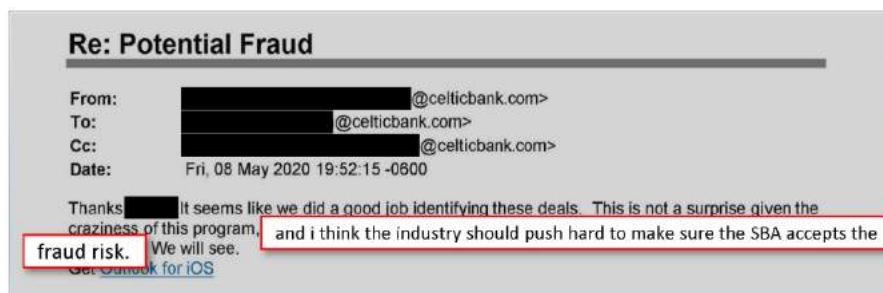 Re: Potential Fraud
From: @celticbank.com>
To: @celticbank.com>
Cc: @celticbank.com>
Date: Fri, 08 May 2020 19:52:15 -0600
Thanks It seems like we did a good job identifying these deals. This is not a surprise given the
craziness of this program, and i think the industry should push hard to make sure the SBA accepts the
fraud risk. We will see.
Get Outlook for iOS